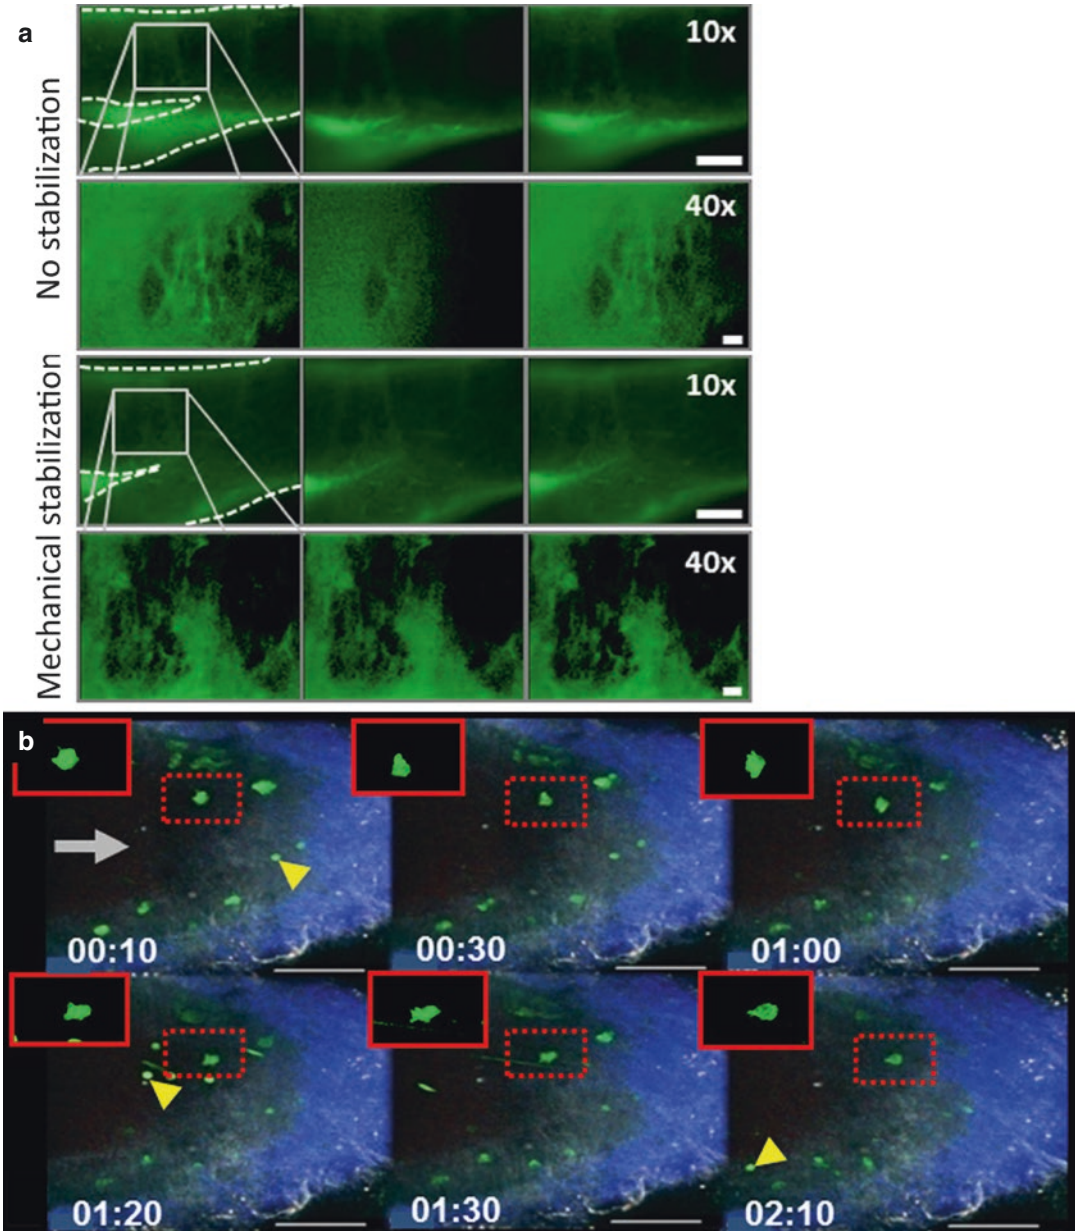 a
No stabilization
10x
40x
Mechanical stabilization
10x
40x
b
00:10
00:30
01:00
01:20
01:30
02:10